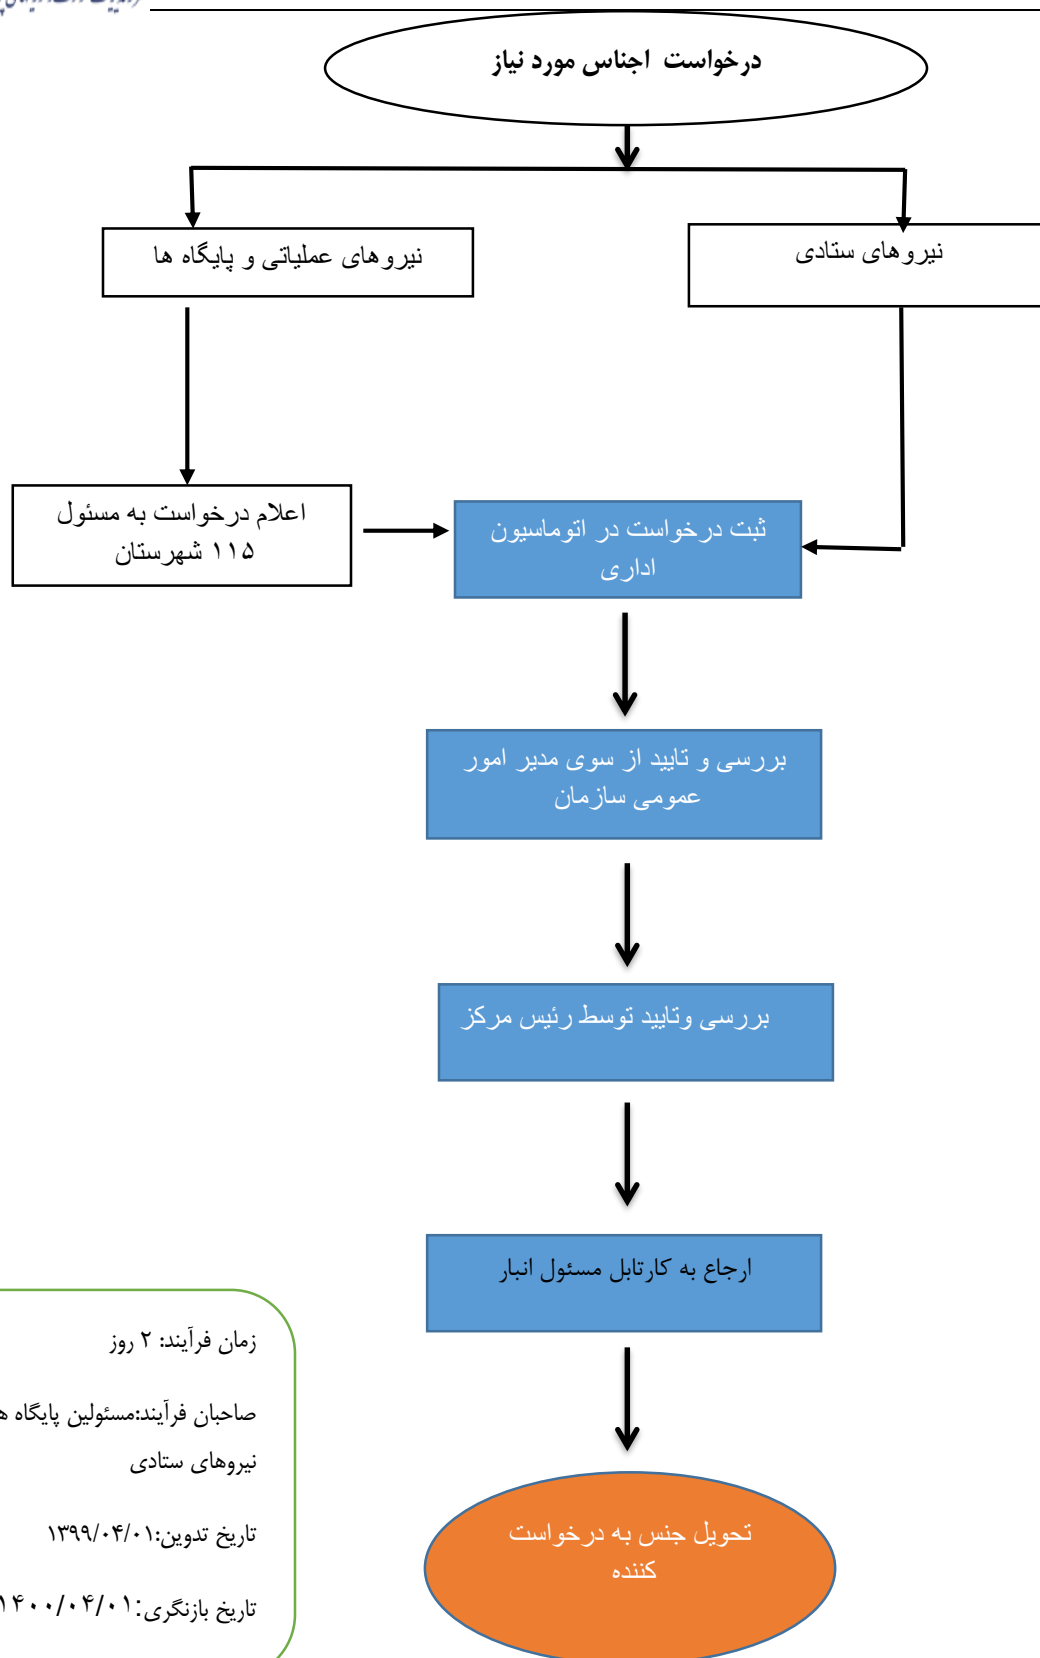 درخواست اجناس مورد نیاز
نیروهای ستادی
نیروهای عملیاتی و پایگاه ها
اعلام درخواست به مسئول
۱۱۵ شهرستان
ثبت درخواست در اتوماسیون
اداری
بررسی و تایید از سوی مدیر امور
عمومی سازمان
بررسی وتایید توسط رئیس مرکز
ارجاع به کارتابل مسئول انبار
تحویل جنس به درخواست
کننده
زمان فرآیند: ۲ روز
صاحبان فرآیند:مسئولین پایگاه ه
نیروهای ستادی
تاریخ تدوین:۱۳۹۹/۰۴/۰۱
تاریخ بازنگری:۱۴۰۰/۰۴/۰۱